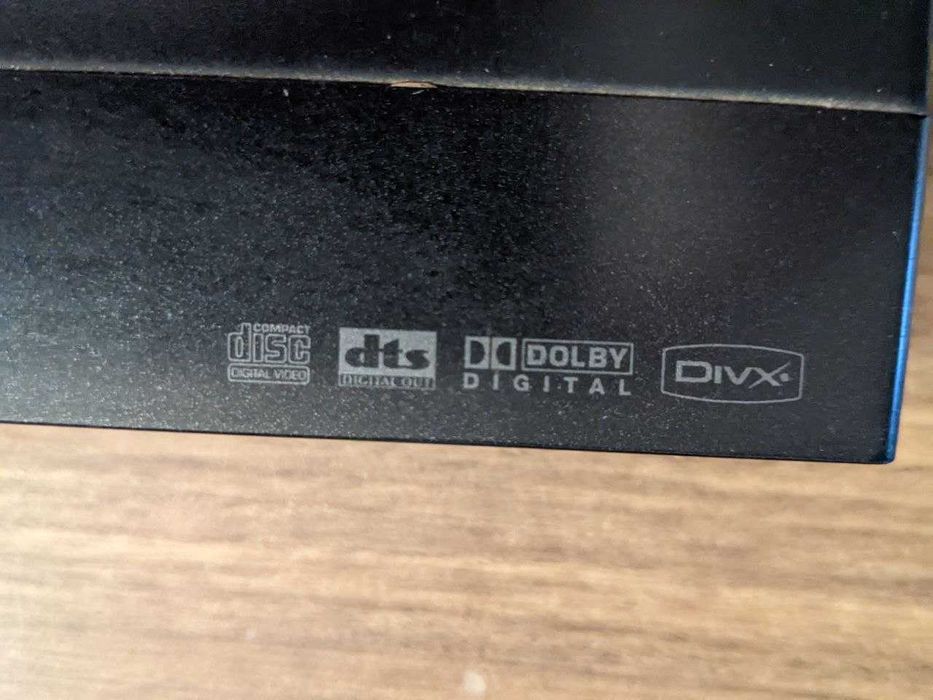 COMPACT
disc
DIGITAL VIDEO
dts
DIGITAL OUT
DOLBY
DIGITAL
DIVX